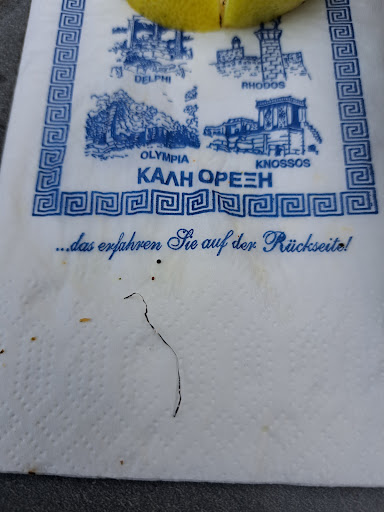 DELPHI
RHODOS
OLYMPIA
KNOSSOS
ΚΑΛΗ ΟΡΕΞΗ
...das erfahren Sie auf der Rückseite!